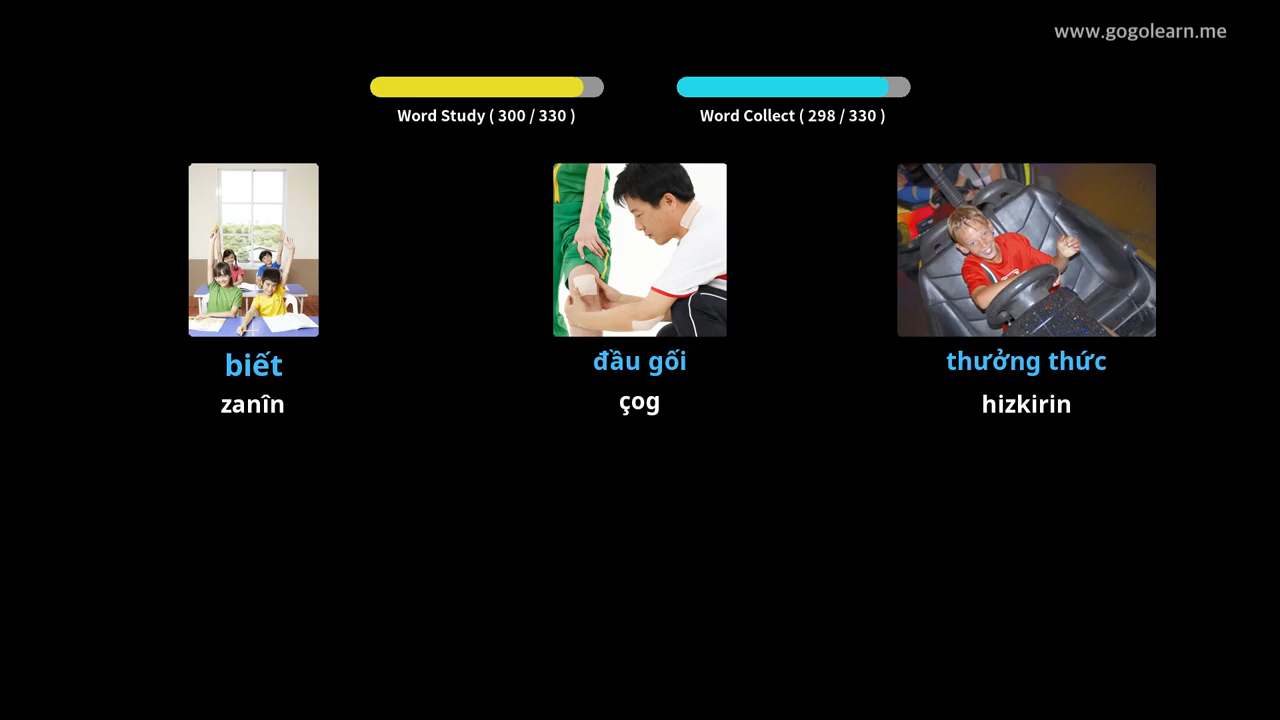 www.gogolearn.me
Word Study ( 300 / 330 )
Word Collect ( 298 / 330 )
biết
đầu gối
thưởng thức
zanîn
çog
hizkirin